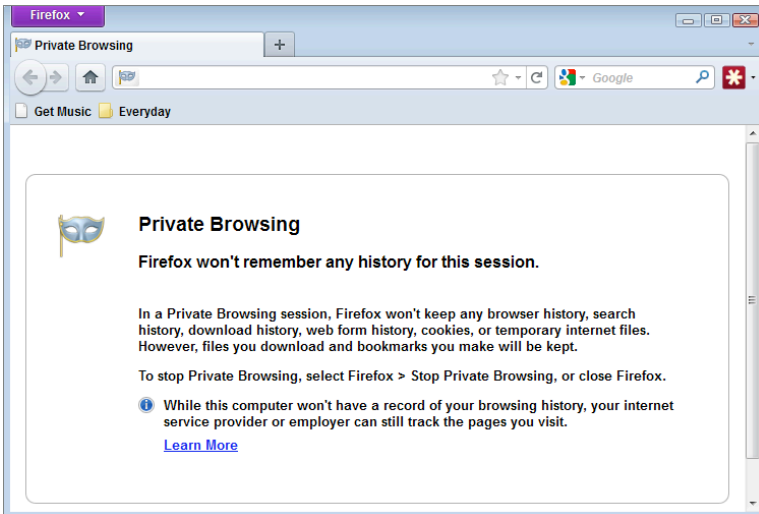 Firefox
Private Browsing
Google
Get Music
Everyday
Private Browsing
Firefox won't remember any history for this session.
In a Private Browsing session, Firefox won't keep any browser history, search
history, download history, web form history, cookies, or temporary internet files.
However, files you download and bookmarks you make will be kept.
To stop Private Browsing, select Firefox > Stop Private Browsing, or close Firefox.
While this computer won't have a record of your browsing history, your internet
service provider or employer can still track the pages you visit.
Learn More